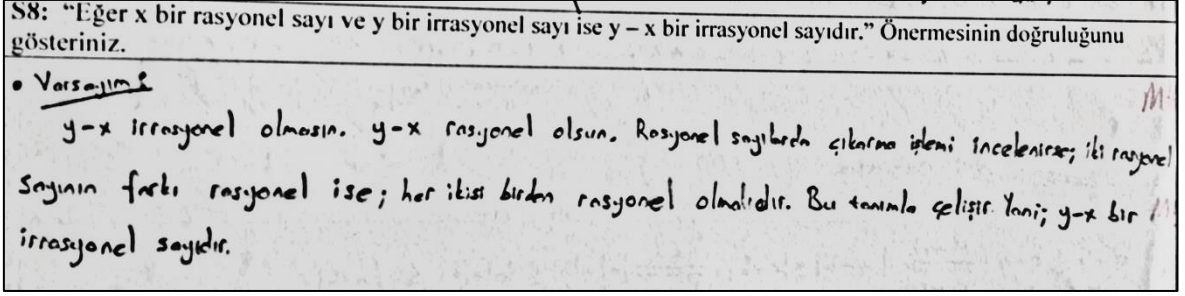 S8: “Eğer x bir rasyonel sayı ve y bir irrasyonel sayı ise y – x bir irrasyonel sayıdır.” Önermesinin doğruluğunu
gösteriniz.
• Varsayım:
y-x irrasyonel olmasın. y-x rasyonel olsun. Rasyonel sayılarda çıkarma işlemi incelenirse; iki rasyonel
sayının farkı rasyonel ise; her ikisi birden rasyonel olmalıdır. Bu tanımla çelişir. Yani; y-x bir
irrasyonel sayıdır.